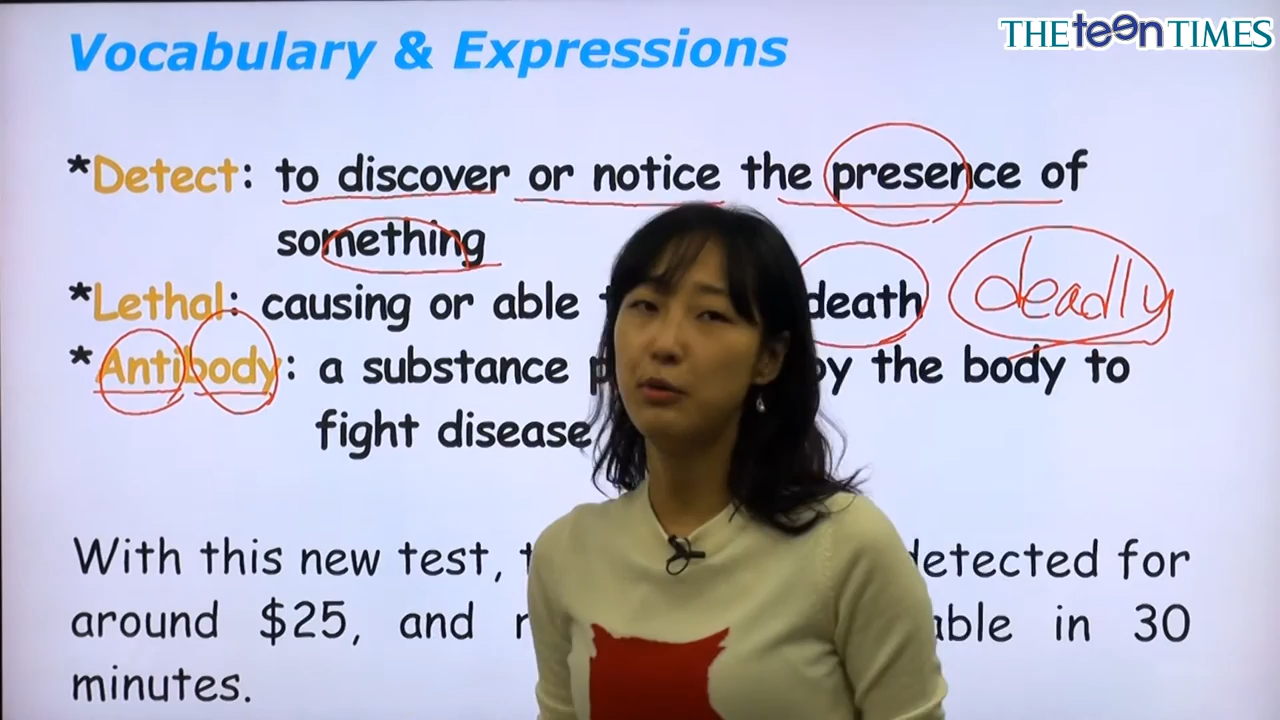 THE teen TIMES
Vocabulary & Expressions
*Detect: to discover or notice the presence of
something
*Lethal: causing or able death deadly
*Antibody: a substance by the body to
fight disease
With this new test, detected for
around $25, and in 30
minutes.